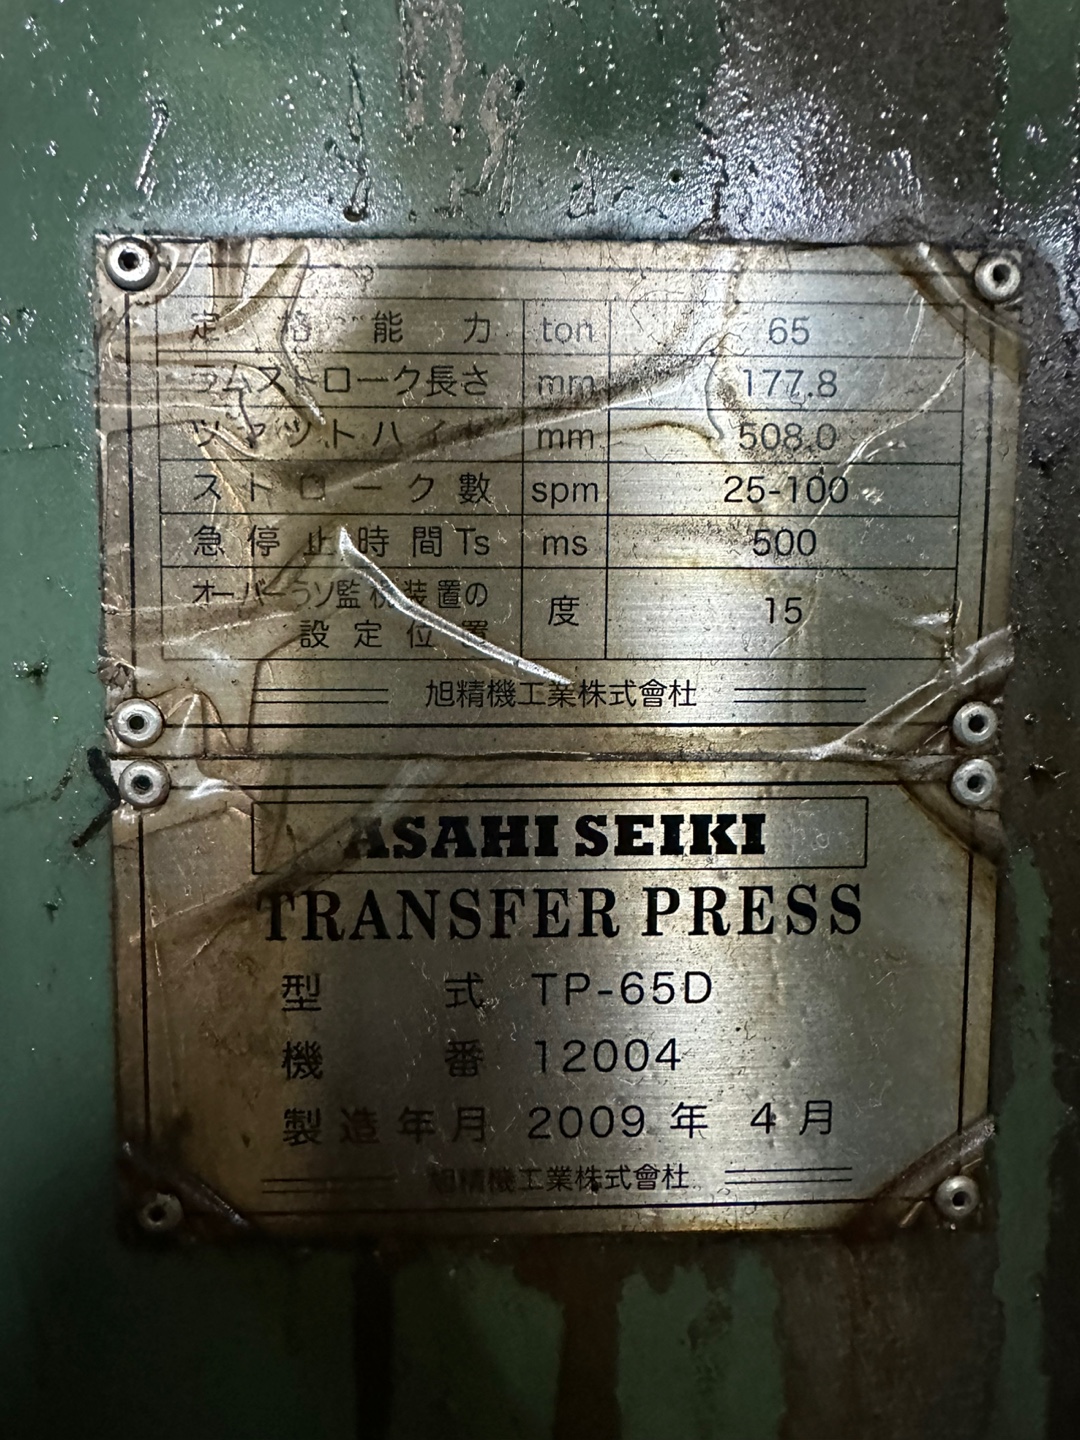 定格能力 ton 65
ラムストローク長さ mm 177.8
シャットハイト mm 508.0
ストローク数 spm 25-100
急停止時間Ts ms 500
オーバーラン監視装置の
設定位置 度 15
旭精機工業株式會社
ASAHI SEIKI
TRANSFER PRESS
型式 TP-65D
機番 12004
製造年月 2009年 4月
旭精機工業株式會社